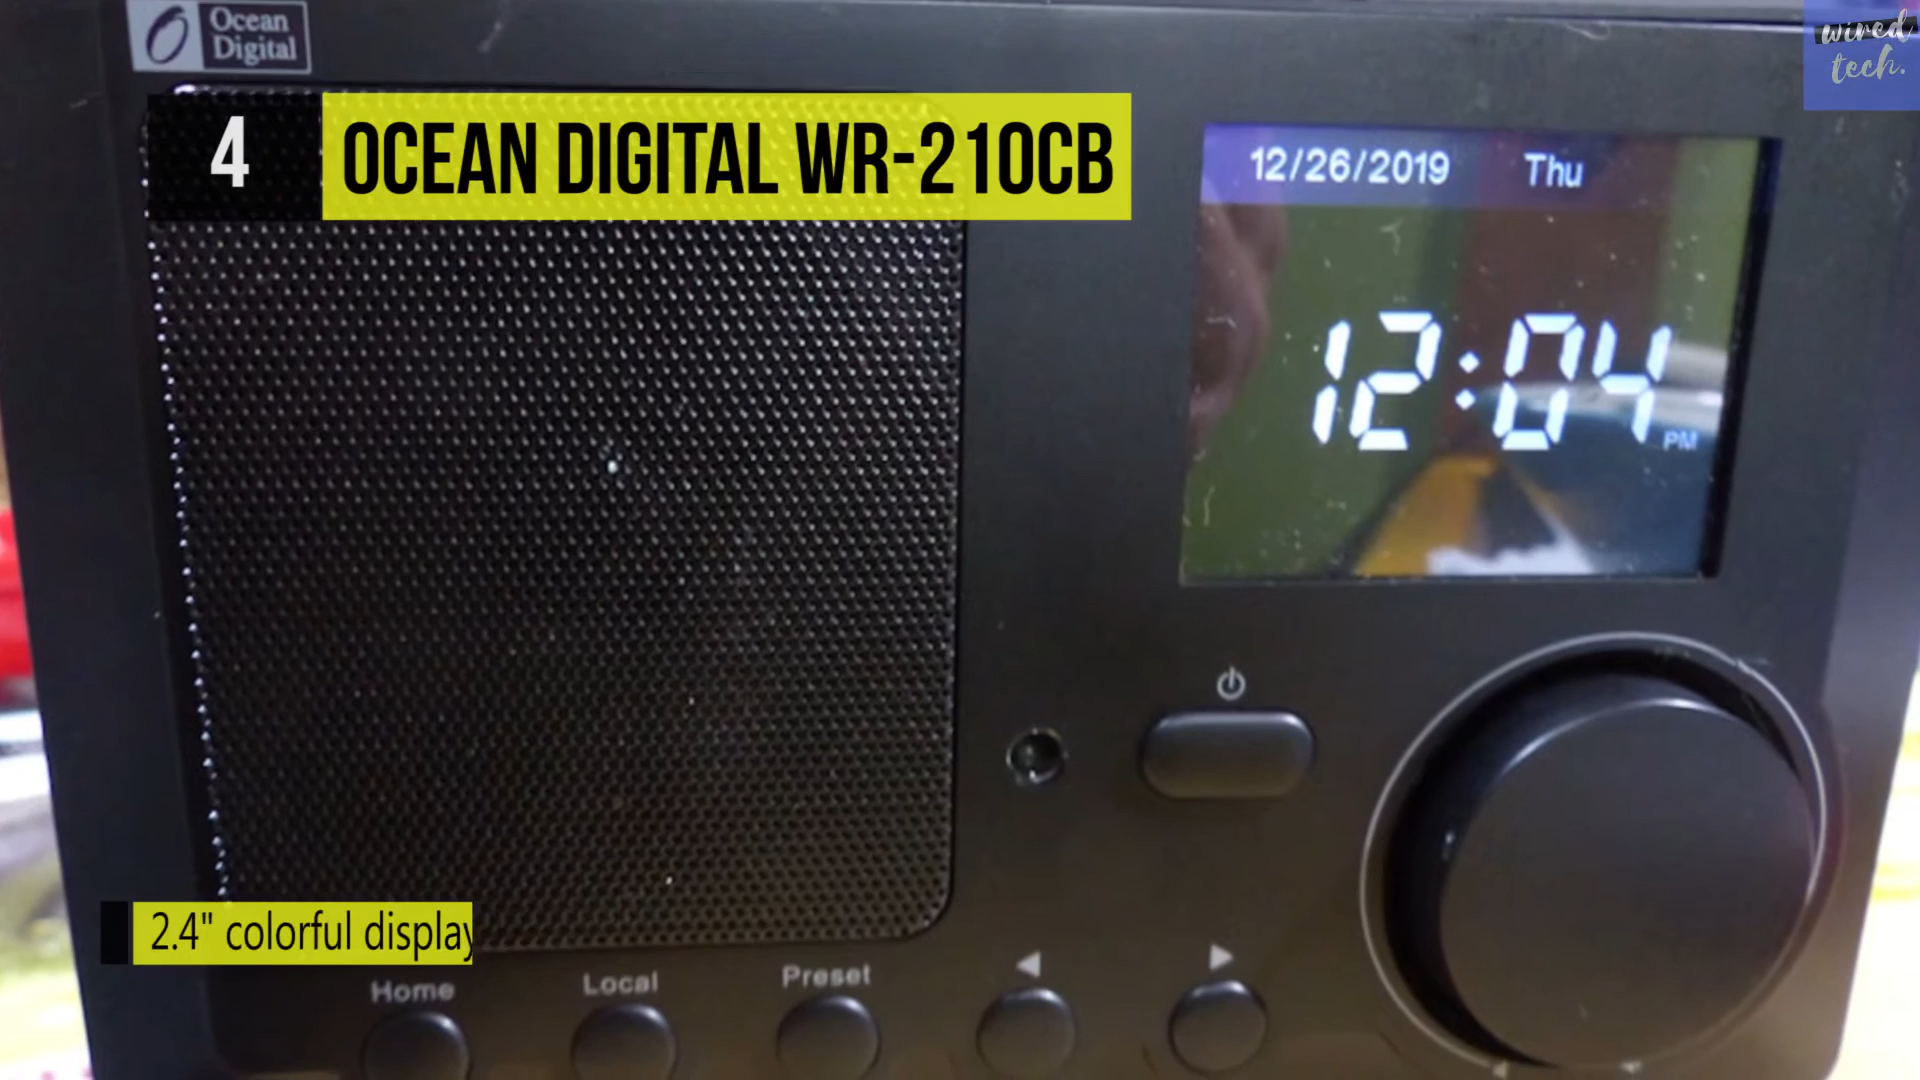 Ocean
Digital
wired
tech.
4 OCEAN DIGITAL WR-210CB
12/26/2019 Thu
12:04 PM
2.4" colorful display
Home Local Preset